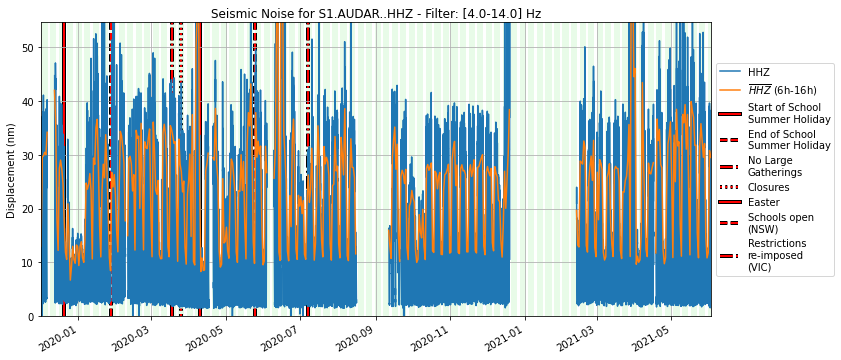 Seismic Noise for S1.AUDAR..HHZ - Filter: [4.0-14.0] Hz
Displacement (nm)
50
40
30
20
10
0
2020-01
2020-03
2020-05
2020-07
2020-09
2020-11
2021-01
2021-03
2021-05
HHZ
HHZ (6h-16h)
Start of School
Summer Holiday
End of School
Summer Holiday
No Large
Gatherings
Closures
Easter
Schools open
(NSW)
Restrictions
re-imposed
(VIC)